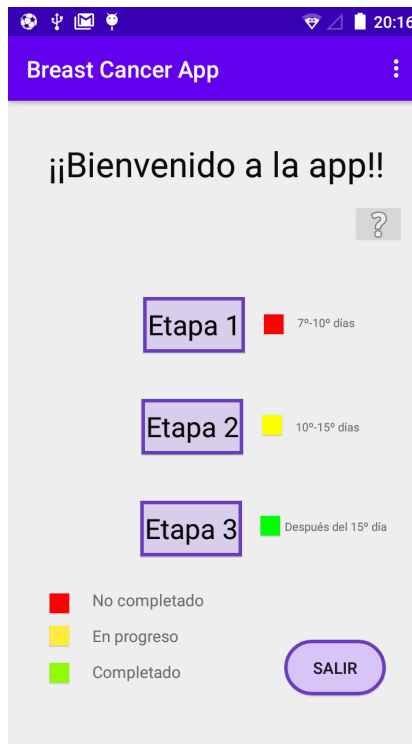 20:16
Breast Cancer App
¡¡Bienvenido a la app!!
?
Etapa 1
7º-10º días
Etapa 2
10º-15º días
Etapa 3
Después del 15º día
No completado
En progreso
Completado
SALIR